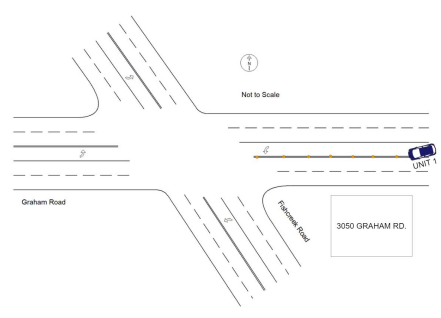 N
Not to Scale
UNIT 1
Graham Road
Fishcreek Road
3050 GRAHAM RD.